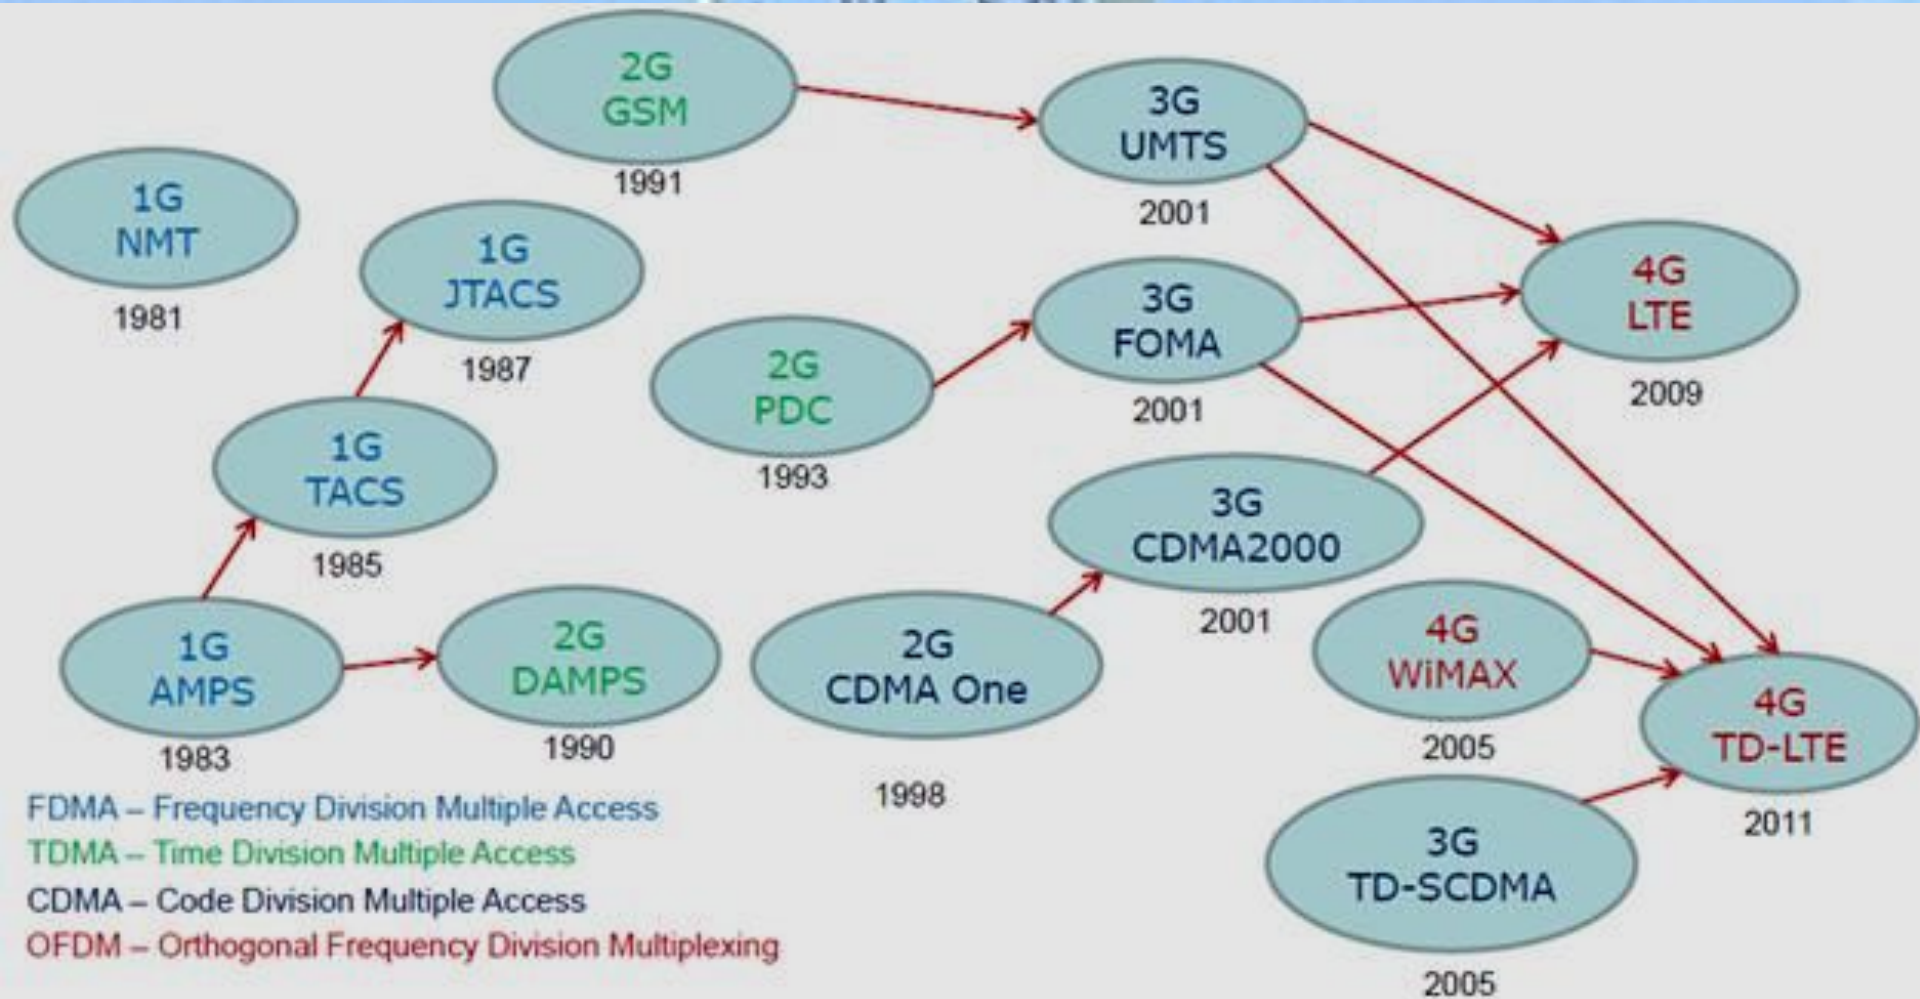 2G
GSM
1991
3G
UMTS
2001
1G
NMT
1981
1G
JTACS
1987
4G
LTE
2009
3G
FOMA
2001
2G
PDC
1993
1G
TACS
1985
3G
CDMA2000
2001
1G
AMPS
1983
2G
DAMPS
1990
2G
CDMA One
1998
4G
WiMAX
2005
4G
TD-LTE
2011
3G
TD-SCDMA
2005
FDMA – Frequency Division Multiple Access
TDMA – Time Division Multiple Access
CDMA – Code Division Multiple Access
OFDM – Orthogonal Frequency Division Multiplexing